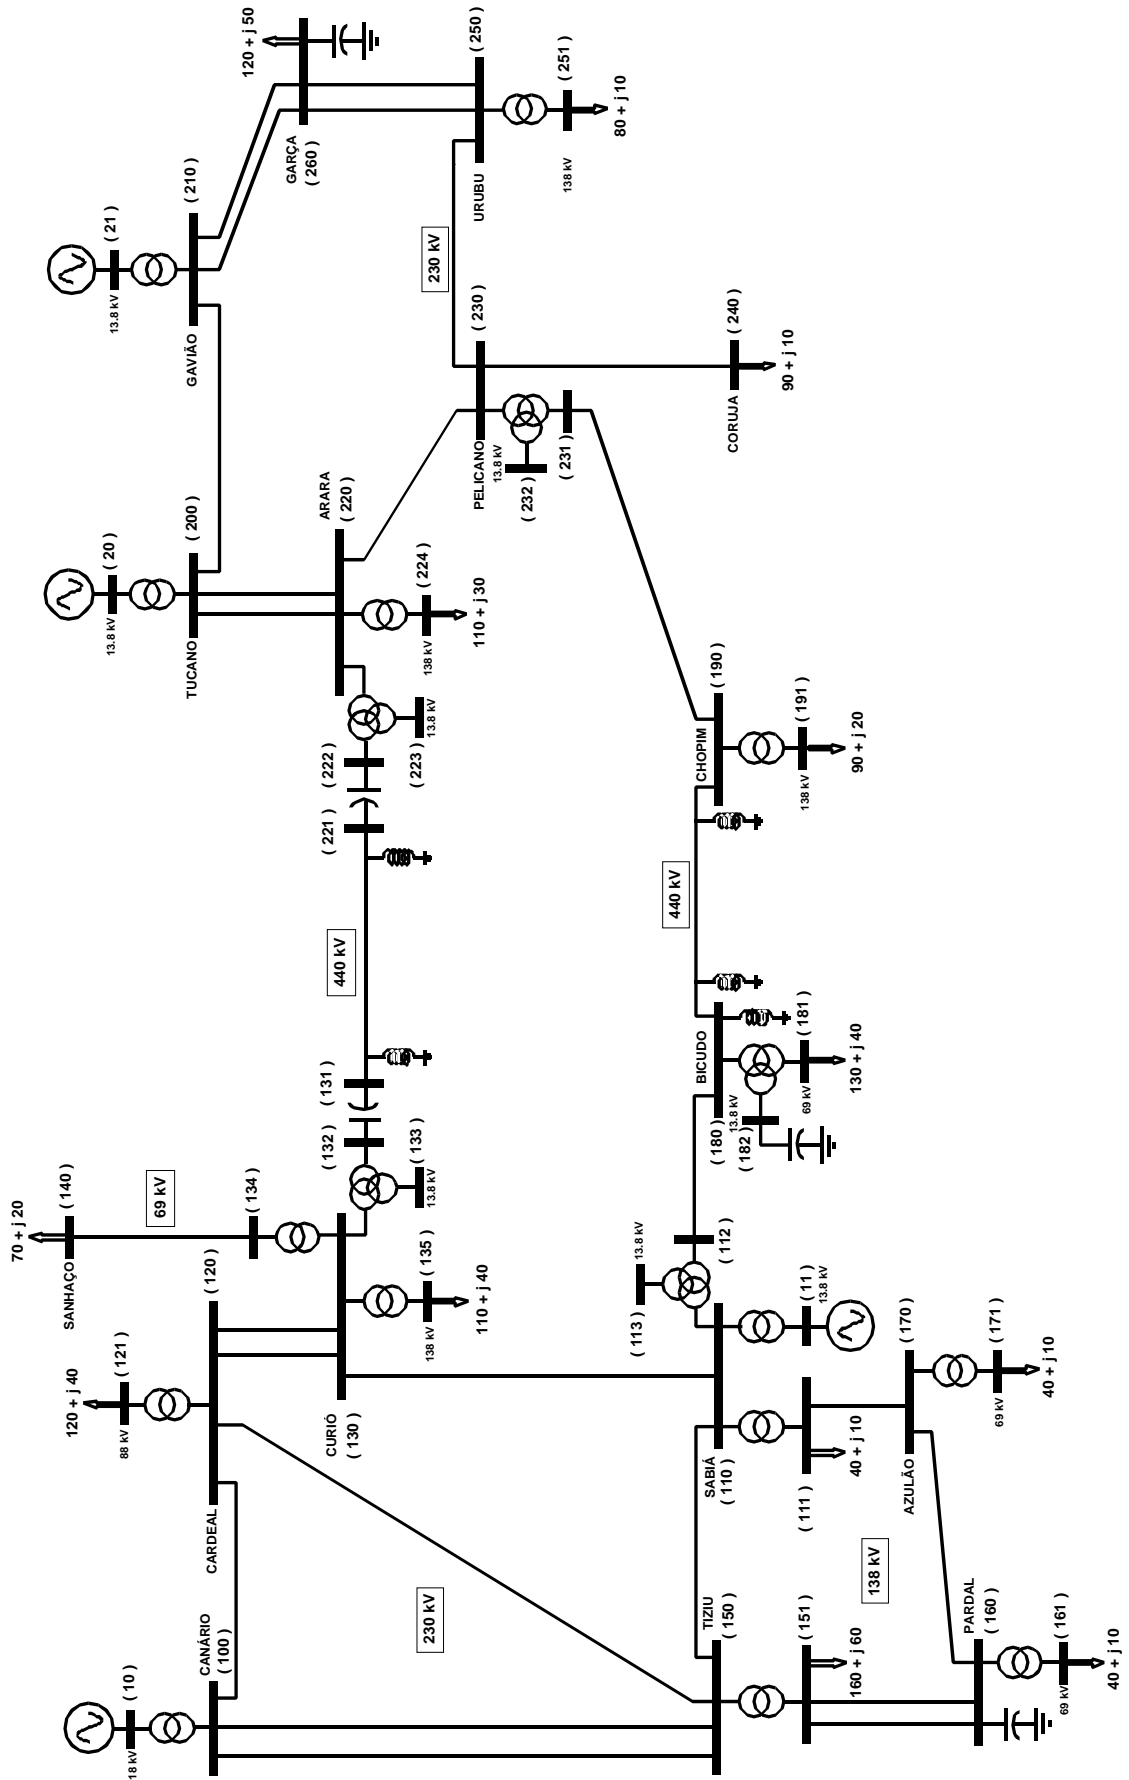 18 kV
( 10 )
CANÁRIO
( 100 )
CARDEAL
120 + j 40
88 kV
( 121 )
( 120 )
70 + j 20
SANHAÇO
( 140 )
69 kV
( 134 )
230 kV
CURIÓ
( 130 )
138 kV
( 135 )
110 + j 40
( 132 )
( 133 )
13.8 kV
( 131 )
440 kV
( 221 )
( 222 )
( 223 )
13.8 kV
TUCANO
( 200 )
13.8 kV
( 20 )
ARARA
( 220 )
138 kV
( 224 )
110 + j 30
GAVIÃO
( 210 )
13.8 kV
( 21 )
120 + j 50
GARÇA
( 260 )
URUBU
( 250 )
138 kV
( 251 )
80 + j 10
230 kV
PELICANO
( 230 )
13.8 kV
( 232 )
( 231 )
CORUJA
( 240 )
90 + j 10
CHOPIM
( 190 )
138 kV
( 191 )
90 + j 20
440 kV
BICUDO
( 180 )
13.8 kV
( 182 )
69 kV
( 181 )
130 + j 40
( 112 )
( 113 )
13.8 kV
( 11 )
13.8 kV
SABIÁ
( 110 )
( 111 )
40 + j 10
AZULÃO
( 170 )
69 kV
( 171 )
40 + j 10
138 kV
TIZIU
( 150 )
( 151 )
160 + j 60
PARDAL
( 160 )
69 kV
( 161 )
40 + j 10